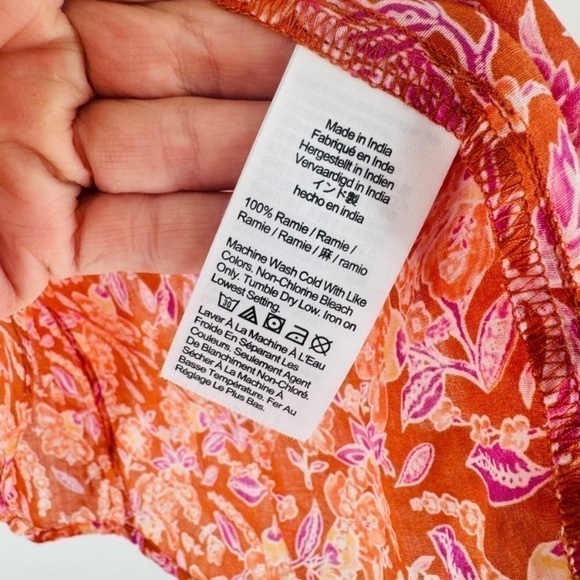 Made in India
Fabriqué en Inde
Hergestellt in Indien
Vervaardigd in India
インド製
hecho en india
100% Ramie / Ramie /
Ramie / Ramie / 麻 / ramio
Machine Wash Cold With Like
Colors. Non-Chlorine Bleach
Only. Tumble Dry Low. Iron on
Lowest Setting.
Laver À La Machine À L'Eau
Froide En Séparant Les
Couleurs. Seulement Agent
De Blanchiment Non-Chloré.
Sécher À La Machine À
Basse Température. Fer Au
Réglage Le Plus Bas.